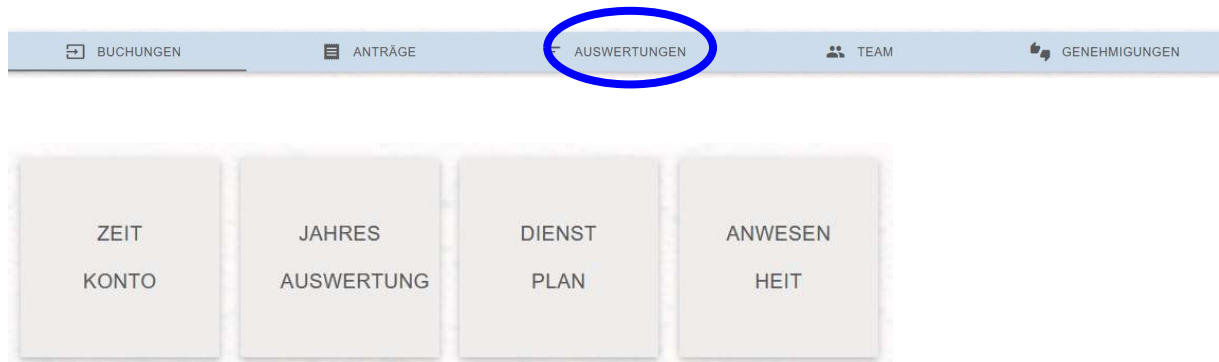 BUCHUNGEN ANTRÄGE AUSWERTUNGEN TEAM GENEHMIGUNGEN
ZEIT JAHRES DIENST ANWESEN
KONTO AUSWERTUNG PLAN HEIT